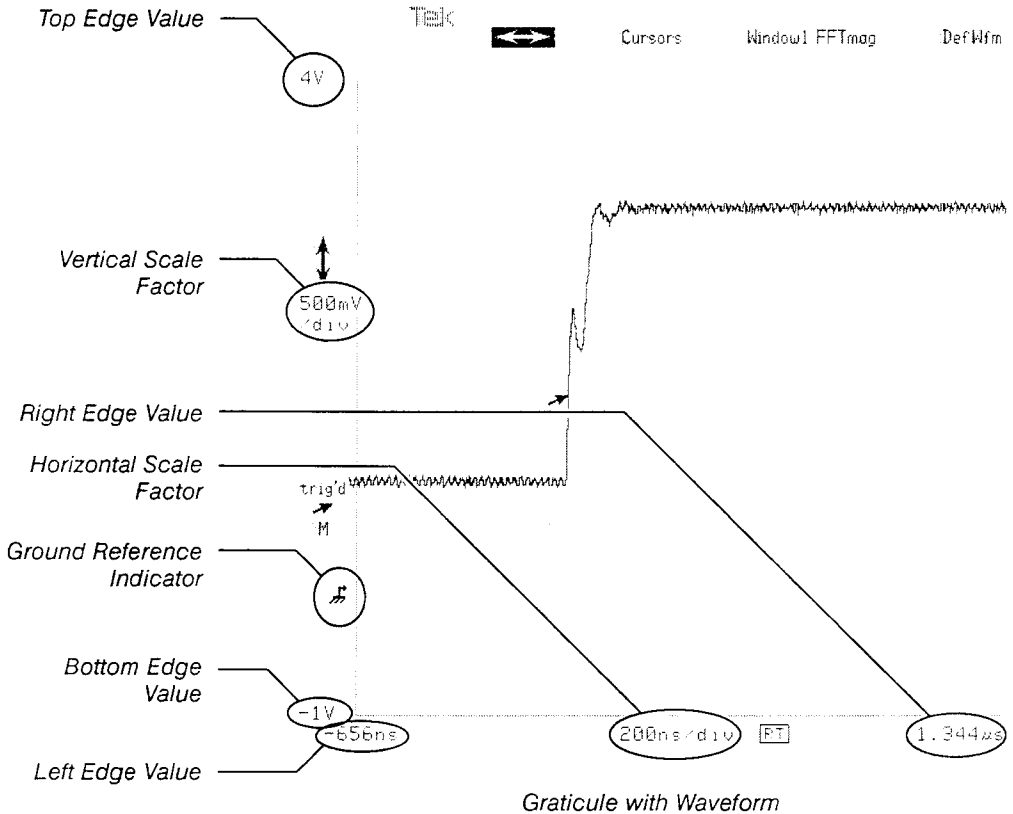 Top Edge Value
Tek
Cursors
Window1 FFTmag
DefWfm
4V
Vertical Scale
Factor
500mV
/div
Right Edge Value
Horizontal Scale
Factor
trig'd
M
Ground Reference
Indicator
Bottom Edge
Value
-1V
-656ns
200ns/div
RT
1.344µs
Left Edge Value
Graticule with Waveform